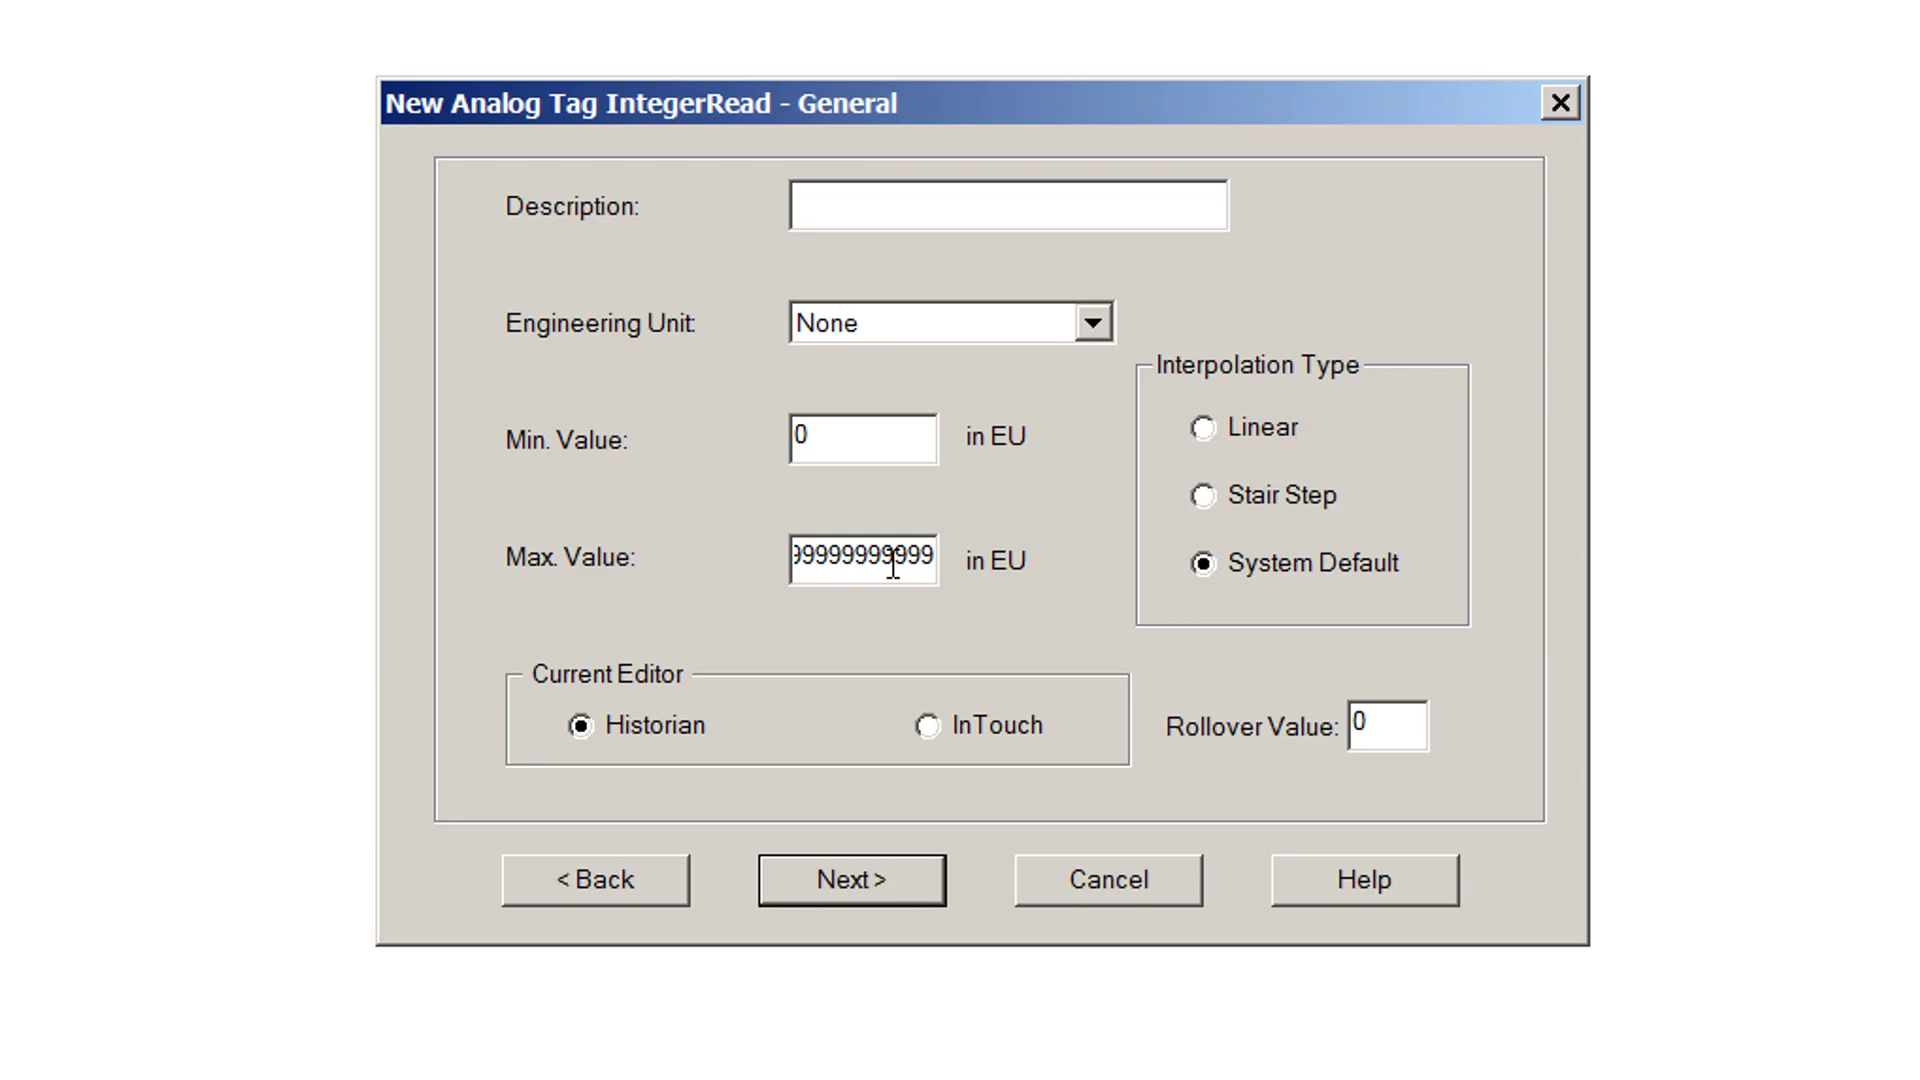 New Analog Tag IntegerRead - General
Description:
Engineering Unit: None
Interpolation Type
Linear
Min. Value: 0 in EU
Stair Step
Max. Value: 99999999999 in EU
System Default
Current Editor
Historian InTouch
Rollover Value: 0
< Back Next > Cancel Help